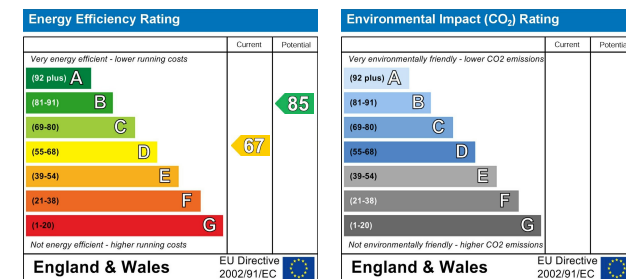 Energy Efficiency Rating
Current Potential
Very energy efficient - lower running costs
(92 plus) A
(81-91) B
85
(69-80) C
(55-68) D
67
(39-54) E
(21-38) F
(1-20) G
Not energy efficient - higher running costs
England & Wales
EU Directive
2002/91/EC
Environmental Impact (CO₂) Rating
Current Potential
Very environmentally friendly - lower CO2 emissions
(92 plus) A
(81-91) B
(69-80) C
(55-68) D
(39-54) E
(21-38) F
(1-20) G
Not environmentally friendly - higher CO2 emissions
England & Wales
EU Directive
2002/91/EC